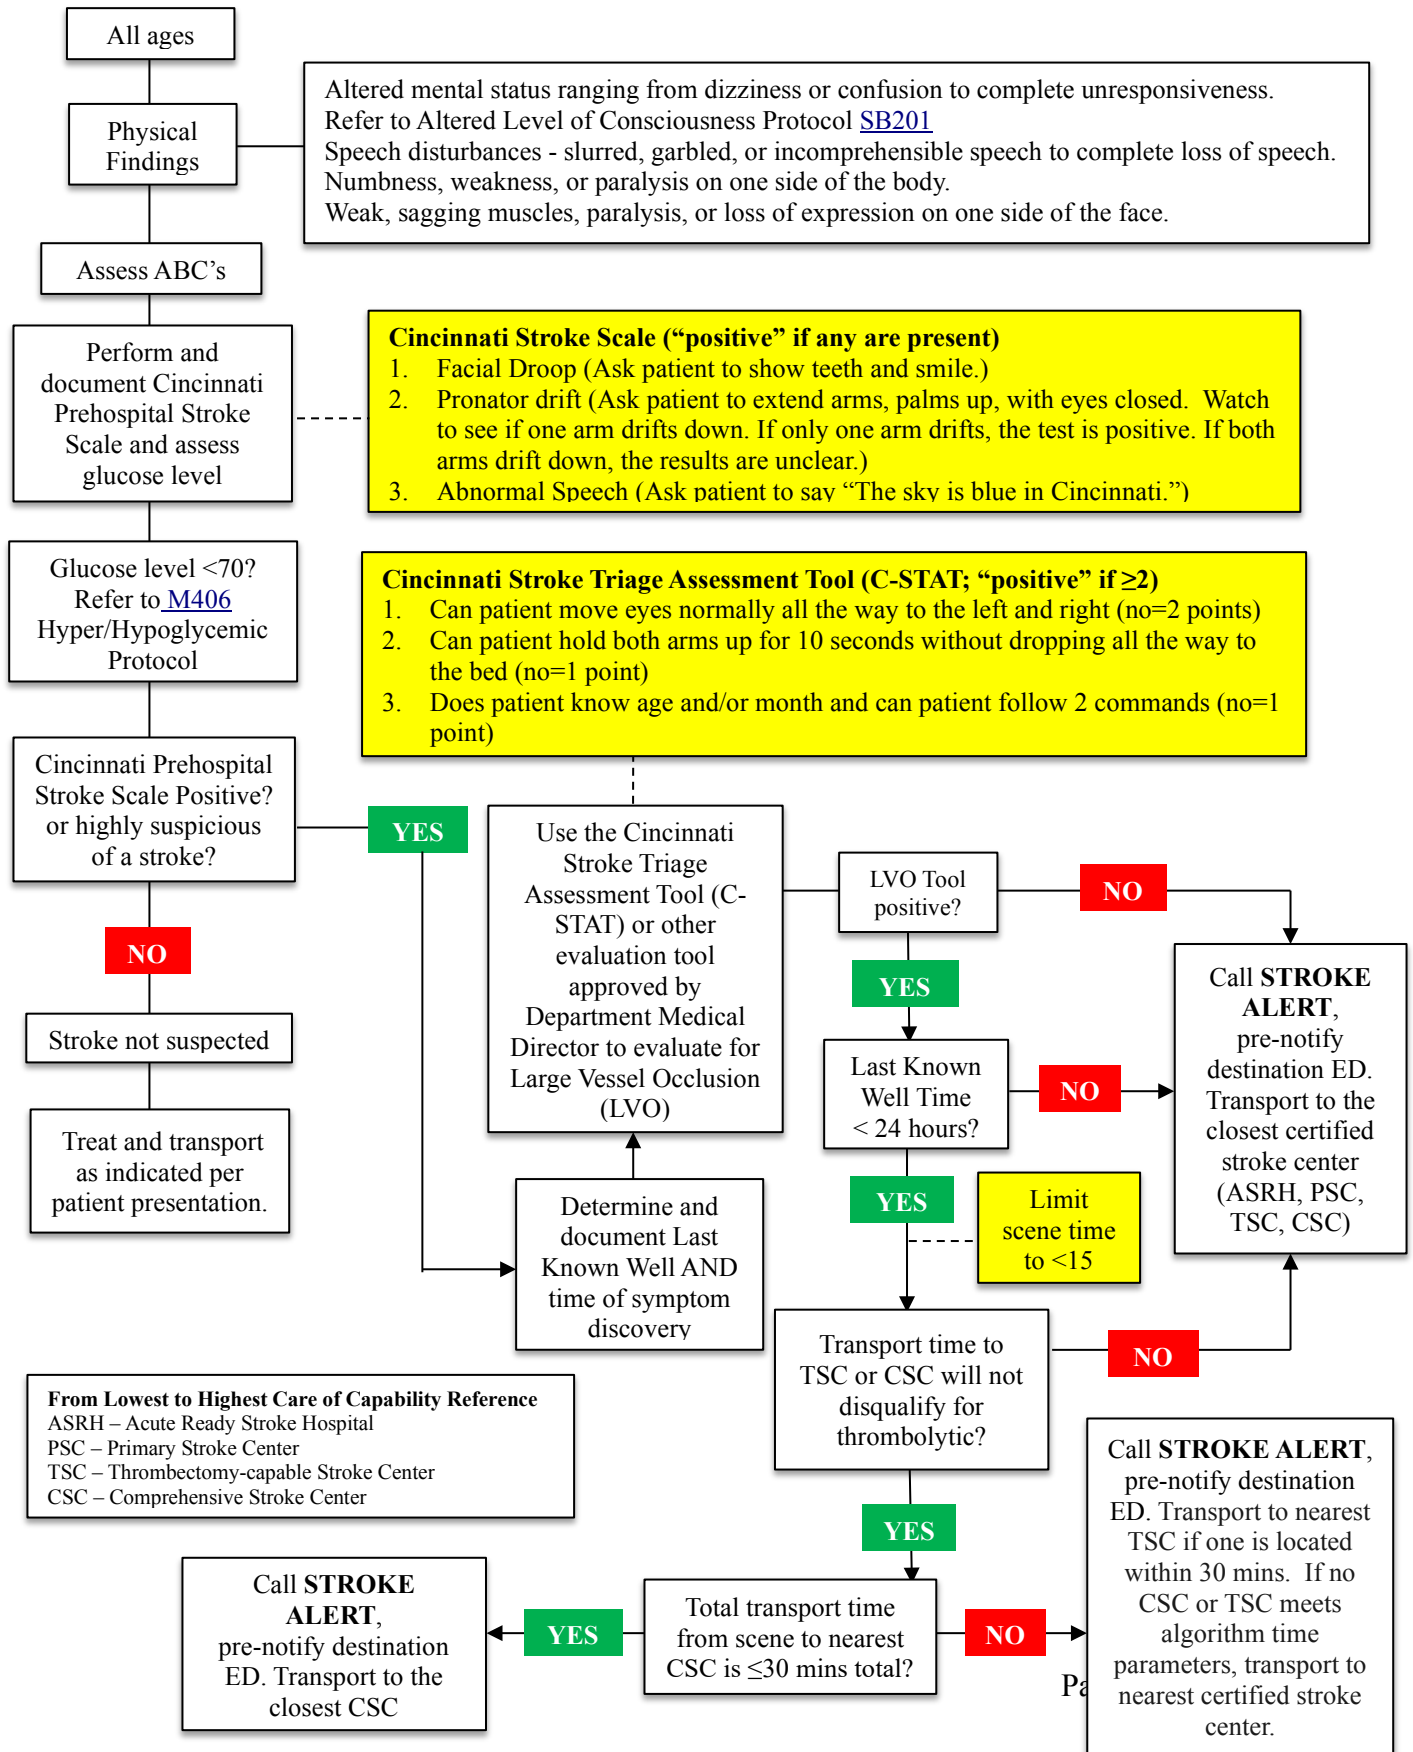 All ages
Physical
Findings
Altered mental status ranging from dizziness or confusion to complete unresponsiveness.
Refer to Altered Level of Consciousness Protocol SB201
Speech disturbances - slurred, garbled, or incomprehensible speech to complete loss of speech.
Numbness, weakness, or paralysis on one side of the body.
Weak, sagging muscles, paralysis, or loss of expression on one side of the face.
Assess ABC’s
Perform and
document Cincinnati
Prehospital Stroke
Scale and assess
glucose level
Cincinnati Stroke Scale (“positive” if any are present)
1. Facial Droop (Ask patient to show teeth and smile.)
2. Pronator drift (Ask patient to extend arms, palms up, with eyes closed. Watch
to see if one arm drifts down. If only one arm drifts, the test is positive. If both
arms drift down, the results are unclear.)
3. Abnormal Speech (Ask patient to say “The sky is blue in Cincinnati.”)
Glucose level <70?
Refer to M406
Hyper/Hypoglycemic
Protocol
Cincinnati Stroke Triage Assessment Tool (C-STAT; “positive” if ≥2)
1. Can patient move eyes normally all the way to the left and right (no=2 points)
2. Can patient hold both arms up for 10 seconds without dropping all the way to
the bed (no=1 point)
3. Does patient know age and/or month and can patient follow 2 commands (no=1
point)
Cincinnati Prehospital
Stroke Scale Positive?
or highly suspicious
of a stroke?
YES
NO
Stroke not suspected
Treat and transport
as indicated per
patient presentation.
Determine and
document Last
Known Well AND
time of symptom
discovery
Use the Cincinnati
Stroke Triage
Assessment Tool (C-
STAT) or other
evaluation tool
approved by
Department Medical
Director to evaluate for
Large Vessel Occlusion
(LVO)
LVO Tool
positive?
NO
YES
Last Known
Well Time
< 24 hours?
NO
YES
Limit
scene time
to <15
Call STROKE
ALERT,
pre-notify
destination ED.
Transport to the
closest certified
stroke center
(ASRH, PSC,
TSC, CSC)
Transport time to
TSC or CSC will not
disqualify for
thrombolytic?
NO
YES
From Lowest to Highest Care of Capability Reference
ASRH – Acute Ready Stroke Hospital
PSC – Primary Stroke Center
TSC – Thrombectomy-capable Stroke Center
CSC – Comprehensive Stroke Center
Total transport time
from scene to nearest
CSC is ≤30 mins total?
YES
Call STROKE
ALERT,
pre-notify destination
ED. Transport to the
closest CSC
NO
Call STROKE ALERT,
pre-notify destination
ED. Transport to nearest
TSC if one is located
within 30 mins. If no
CSC or TSC meets
algorithm time
parameters, transport to
nearest certified stroke
center.